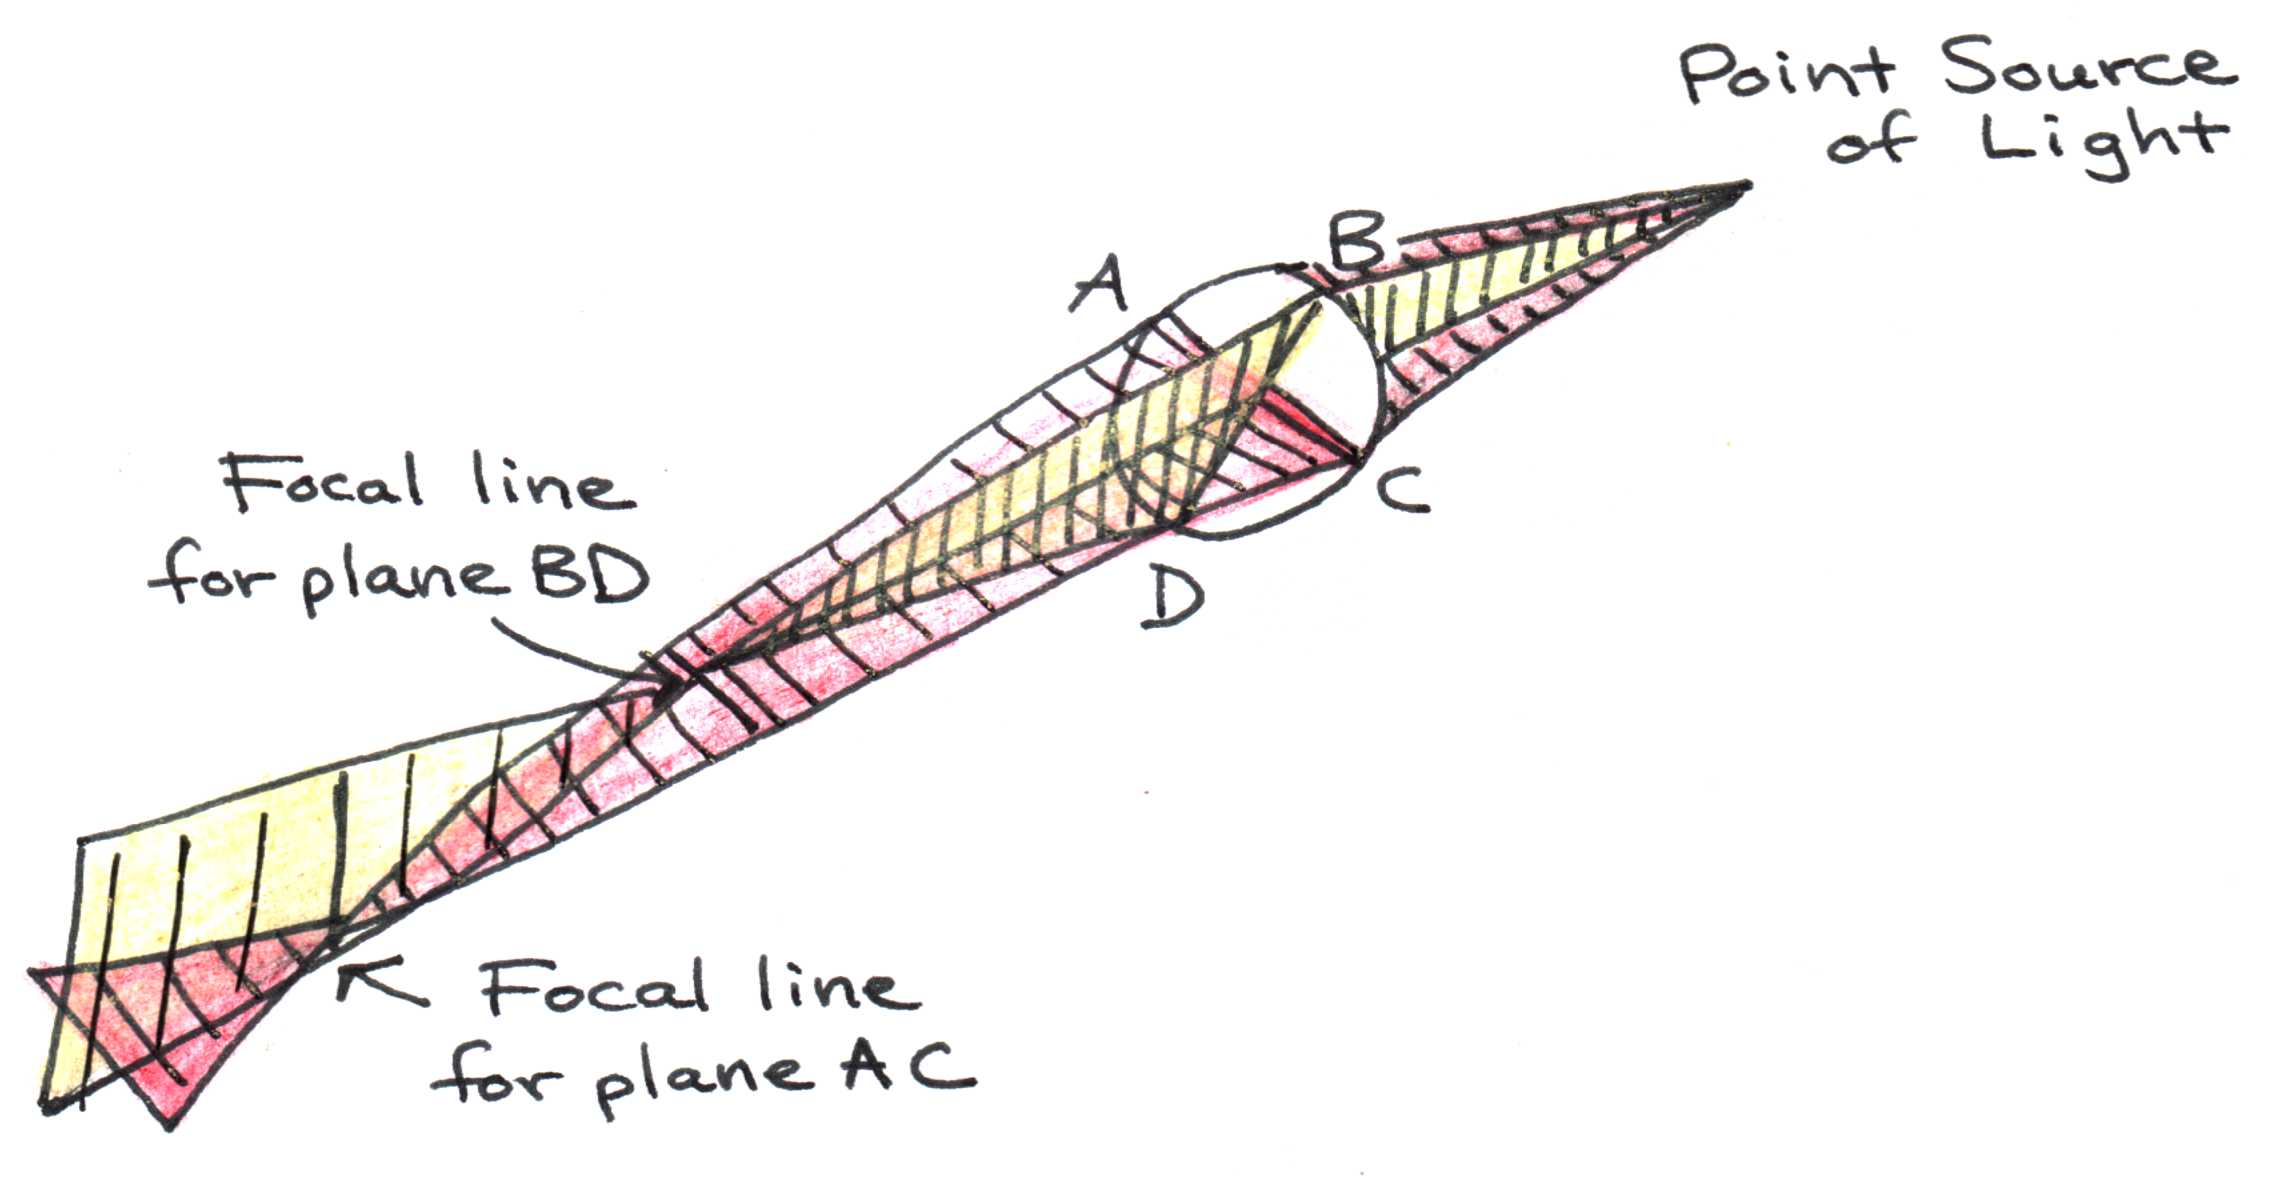 Point Source
of Light
B
A
C
D
Focal line
for plane BD
Focal line
for plane AC